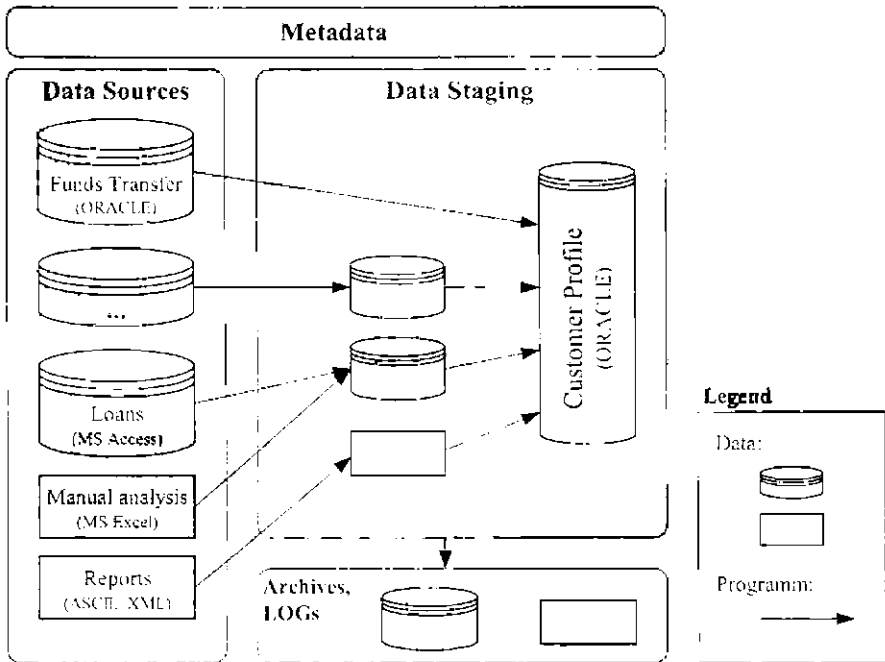 Metadata
Data Sources
Data Staging
Funds Transfer
(ORACLE)
...
Loans
(MS Access)
Manual analysis
(MS Excel)
Reports
(ASCII, XML)
Customer Profile
(ORACLE)
Archives,
LOGs
Legend
Data:
Programm: